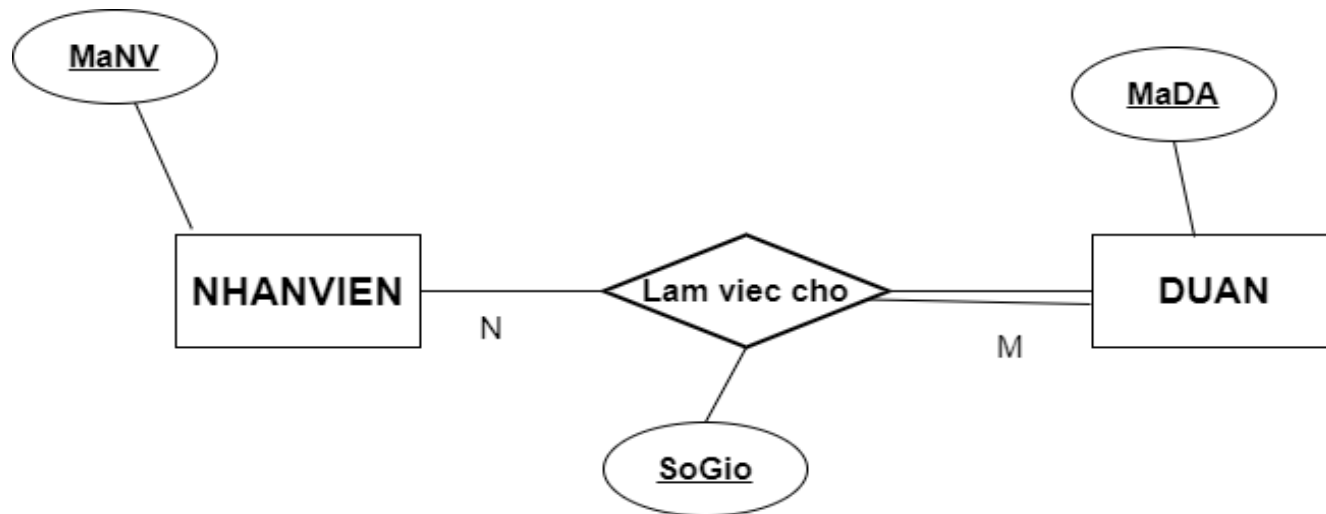 MaNV
MaDA
NHANVIEN
Lam viec cho
DUAN
N
M
SoGio